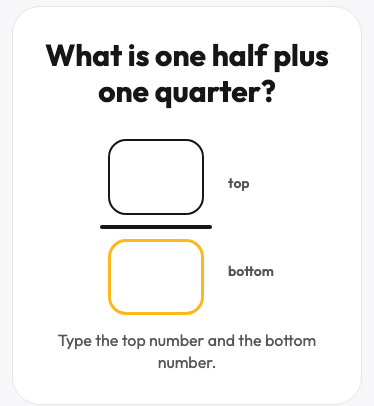 What is one half plus
one quarter?
top
bottom
Type the top number and the bottom
number.